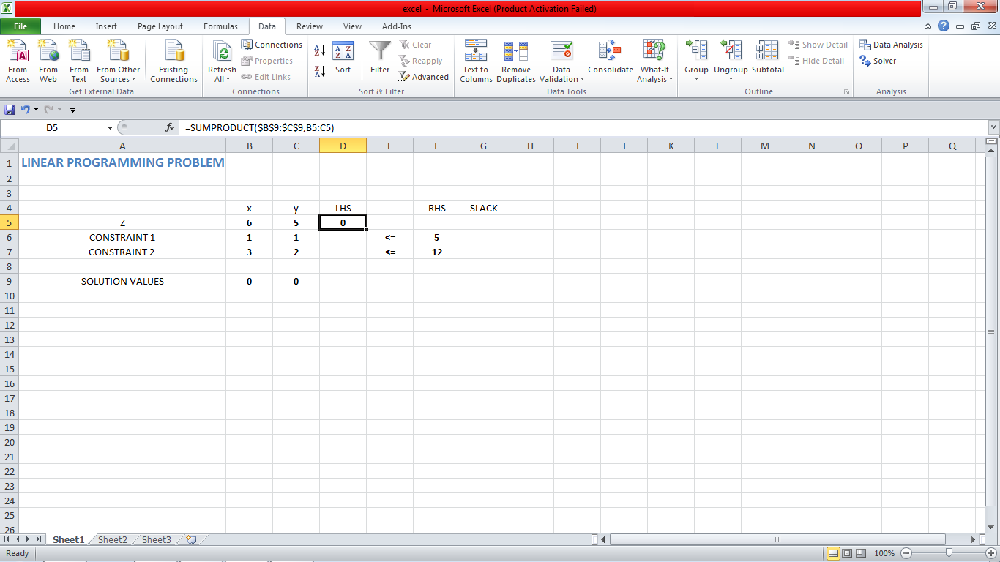 excel - Microsoft Excel (Product Activation Failed)
File Home Insert Page Layout Formulas Data Review View Add-Ins
From Access From Web From Text From Other Sources Existing Connections
Get External Data
Refresh All Connections Properties Edit Links
Connections
Sort Filter Clear Reapply Advanced
Sort & Filter
Text to Columns Remove Duplicates Data Validation Consolidate What-If Analysis
Data Tools
Group Ungroup Subtotal Show Detail Hide Detail
Outline
Data Analysis Solver
Analysis
D5 fx =SUMPRODUCT($B$9:$C$9,B5:C5)
A B C D E F G H I J K L M N O P Q
1 LINEAR PROGRAMMING PROBLEM
2
3
4 x y LHS RHS SLACK
5 Z 6 5 0
6 CONSTRAINT 1 1 1 <= 5
7 CONSTRAINT 2 3 2 <= 12
8
9 SOLUTION VALUES 0 0
10
11
12
13
14
15
16
17
18
19
20
21
22
23
24
25
26
Sheet1 Sheet2 Sheet3
Ready 100%